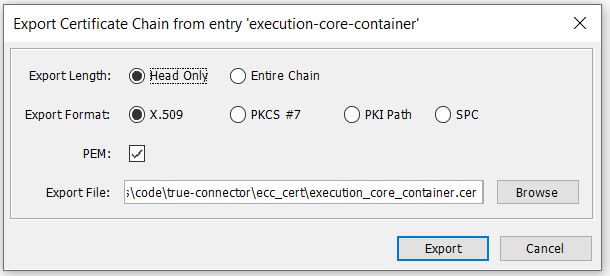 Export Certificate Chain from entry 'execution-core-container'
Export Length: Head Only Entire Chain
Export Format: X.509 PKCS #7 PKI Path SPC
PEM:
Export File: \code\true-connector\ecc_cert\execution_core_container.cer Browse
Export Cancel